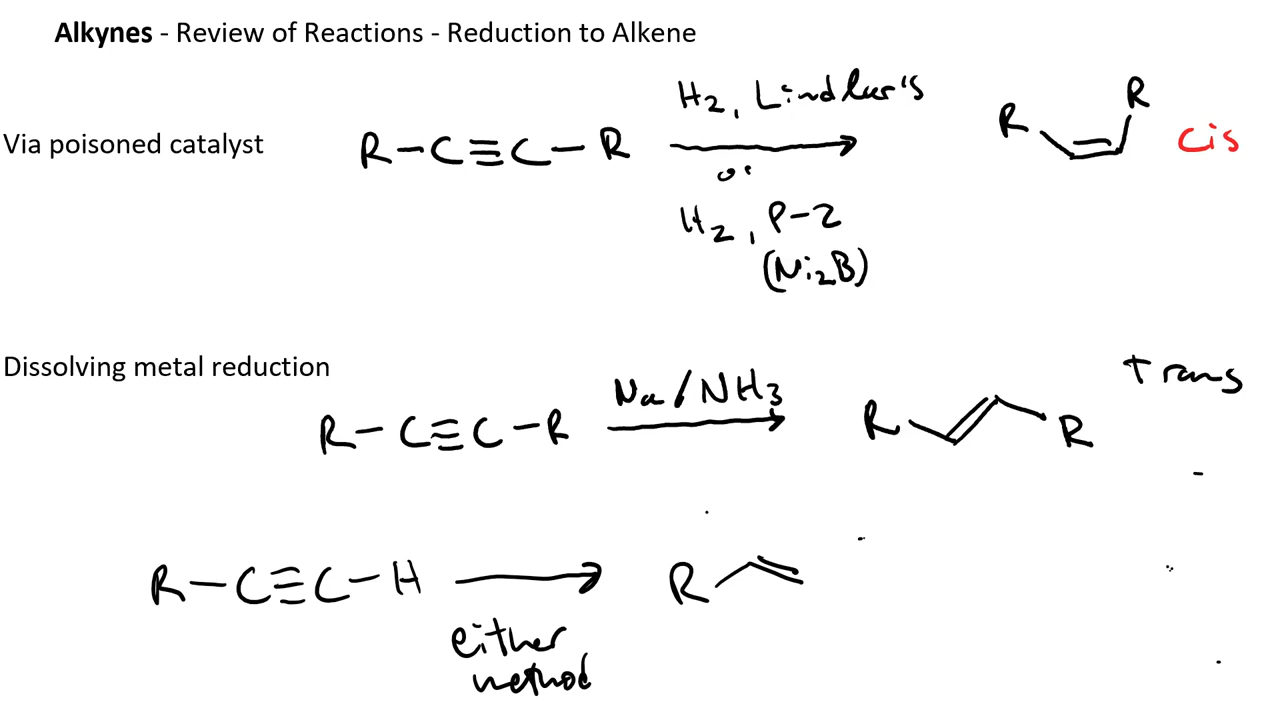 Alkynes - Review of Reactions - Reduction to Alkene
H2, Lindlar's
Via poisoned catalyst R-C≡C-R R R cis
or
H2, P-2
(Ni2B)
Dissolving metal reduction Na/NH3 Trans
R-C≡C-R R R
R-C≡C-H R
either
method